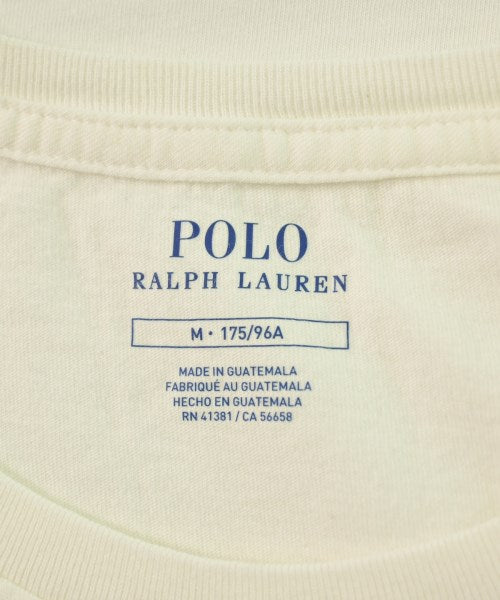 POLO
RALPH LAUREN
M • 175/96A
MADE IN GUATEMALA
FABRIQUÉ AU GUATEMALA
HECHO EN GUATEMALA
RN 41381 / CA 56658